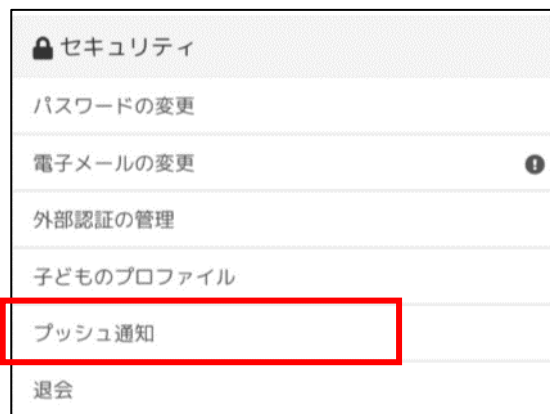 セキュリティ
パスワードの変更
電子メールの変更
外部認証の管理
子どものプロファイル
プッシュ通知
退会